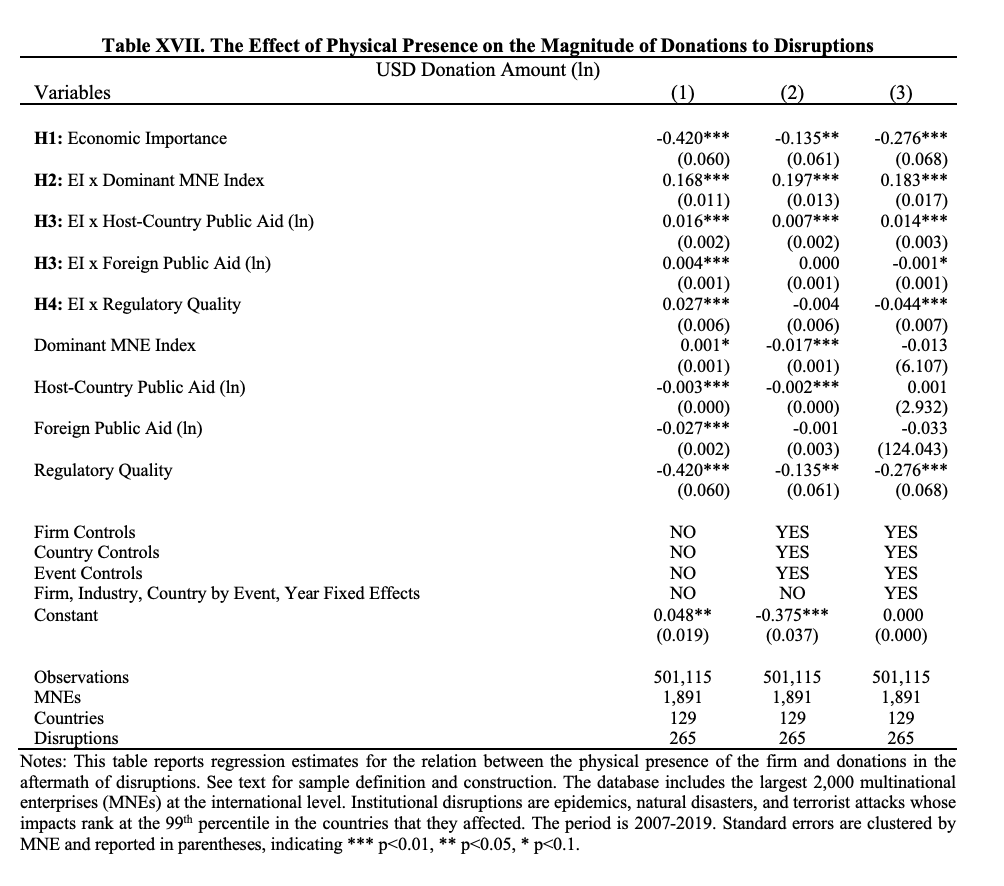 Table XVII. The Effect of Physical Presence on the Magnitude of Donations to Disruptions
USD Donation Amount (ln)
Variables (1) (2) (3)
H1: Economic Importance -0.420*** -0.135** -0.276***
(0.060) (0.061) (0.068)
H2: EI x Dominant MNE Index 0.168*** 0.197*** 0.183***
(0.011) (0.013) (0.017)
H3: EI x Host-Country Public Aid (ln) 0.016*** 0.007*** 0.014***
(0.002) (0.002) (0.003)
H3: EI x Foreign Public Aid (ln) 0.004*** 0.000 -0.001*
(0.001) (0.001) (0.001)
H4: EI x Regulatory Quality 0.027*** -0.004 -0.044***
(0.006) (0.006) (0.007)
Dominant MNE Index 0.001* -0.017*** -0.013
(0.001) (0.001) (6.107)
Host-Country Public Aid (ln) -0.003*** -0.002*** 0.001
(0.000) (0.000) (2.932)
Foreign Public Aid (ln) -0.027*** -0.001 -0.033
(0.002) (0.003) (124.043)
Regulatory Quality -0.420*** -0.135** -0.276***
(0.060) (0.061) (0.068)
Firm Controls NO YES YES
Country Controls NO YES YES
Event Controls NO YES YES
Firm, Industry, Country by Event, Year Fixed Effects NO NO YES
Constant 0.048** -0.375*** 0.000
(0.019) (0.037) (0.000)
Observations 501,115 501,115 501,115
MNEs 1,891 1,891 1,891
Countries 129 129 129
Disruptions 265 265 265
Notes: This table reports regression estimates for the relation between the physical presence of the firm and donations in the
aftermath of disruptions. See text for sample definition and construction. The database includes the largest 2,000 multinational
enterprises (MNEs) at the international level. Institutional disruptions are epidemics, natural disasters, and terrorist attacks whose
impacts rank at the 99th percentile in the countries that they affected. The period is 2007-2019. Standard errors are clustered by
MNE and reported in parentheses, indicating *** p<0.01, ** p<0.05, * p<0.1.